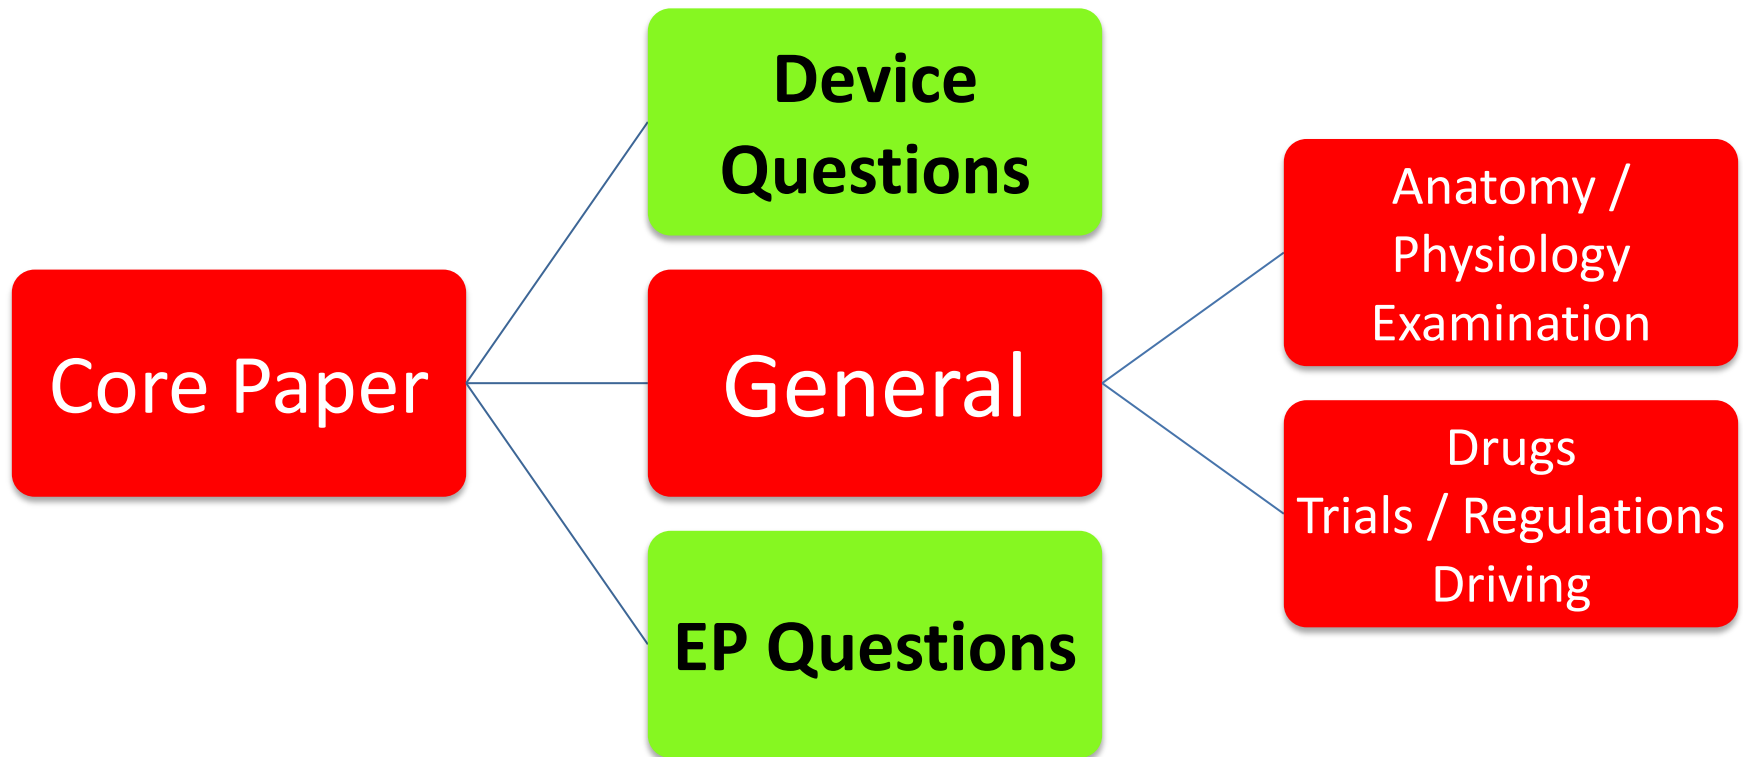 Core Paper
Device
Questions
General
EP Questions
Anatomy /
Physiology
Examination
Drugs
Trials / Regulations
Driving